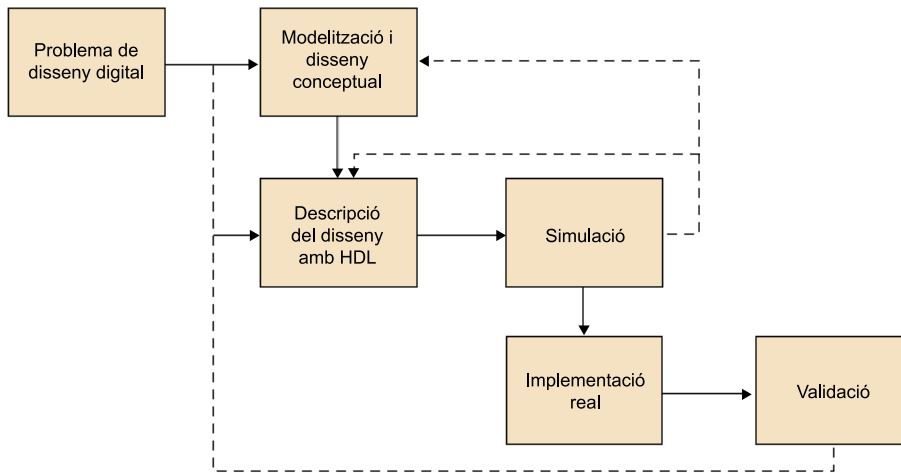 Problema de
disseny digital
Modelització i
disseny
conceptual
Descripció
del disseny
amb HDL
Simulació
Implementació
real
Validació